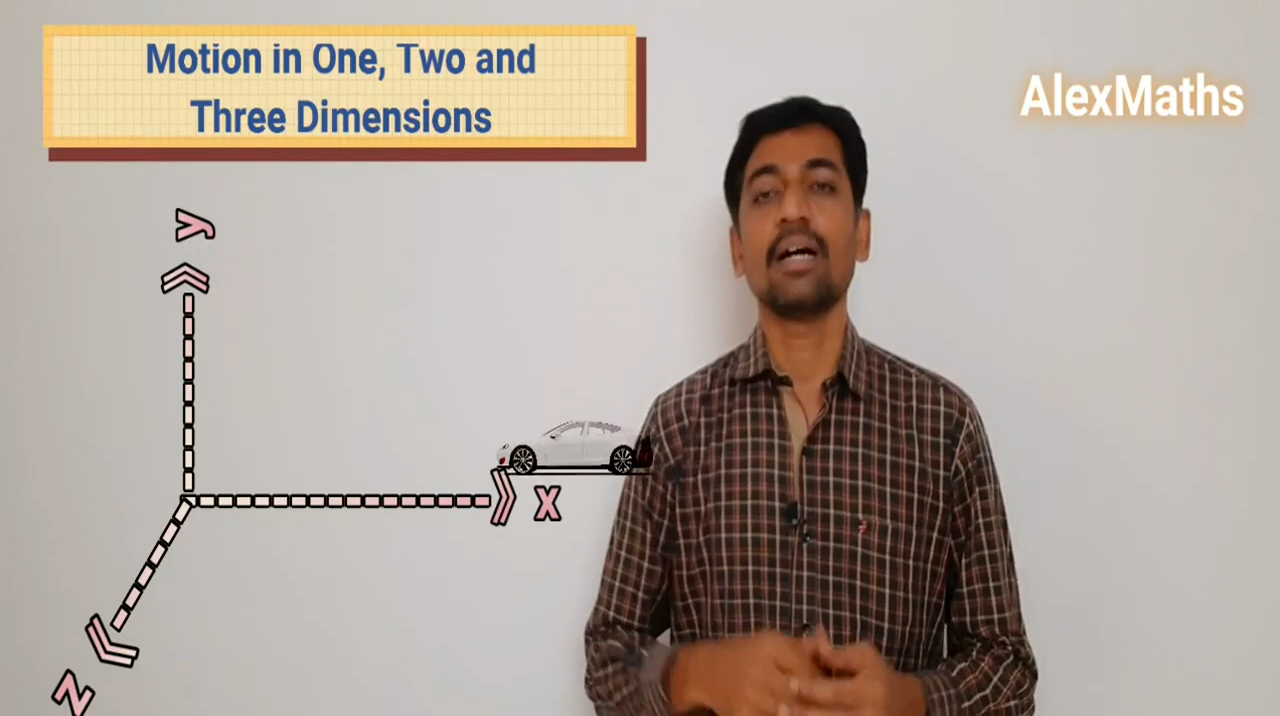 Motion in One, Two and
Three Dimensions
AlexMaths
y
x
z